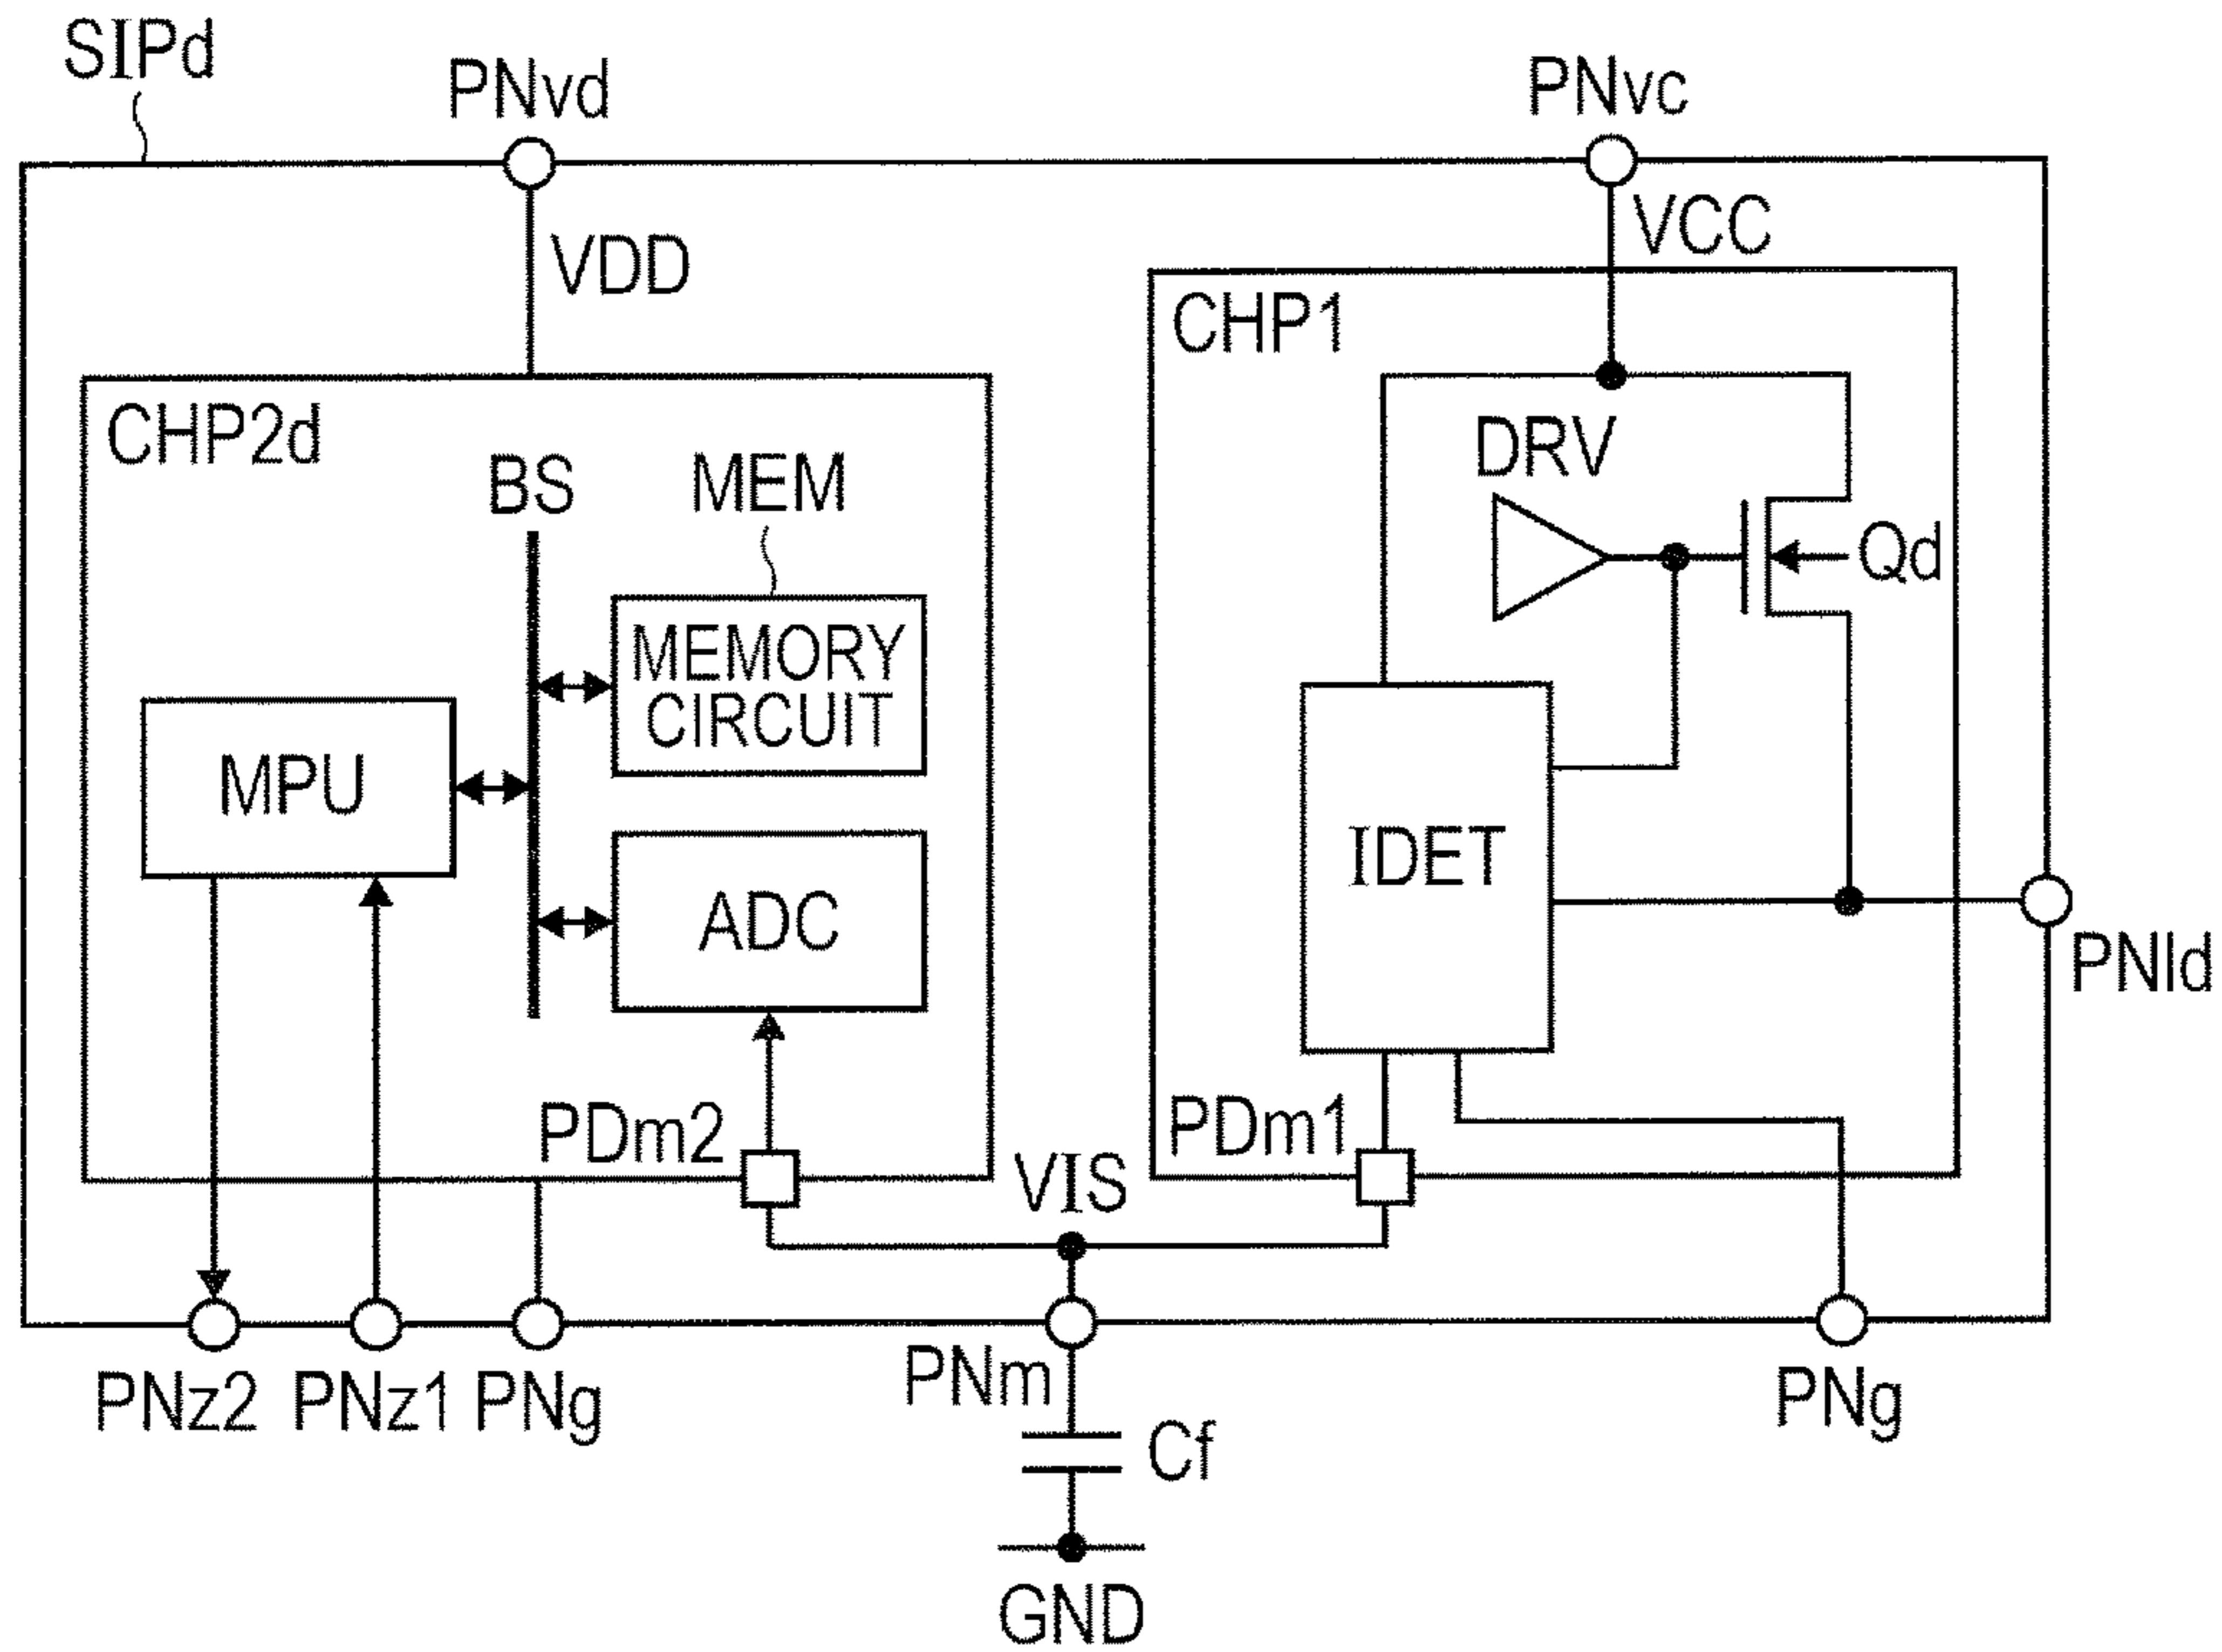 SIPd
PNvd
PNvc
VDD
VCC
CHP1
CHP2d
DRV
BS
MEM
Qd
MEMORY
CIRCUIT
MPU
IDET
ADC
PNld
PDm2
PDm1
VIS
PNz2
PNz1
PNg
PNm
PNg
Cf
GND